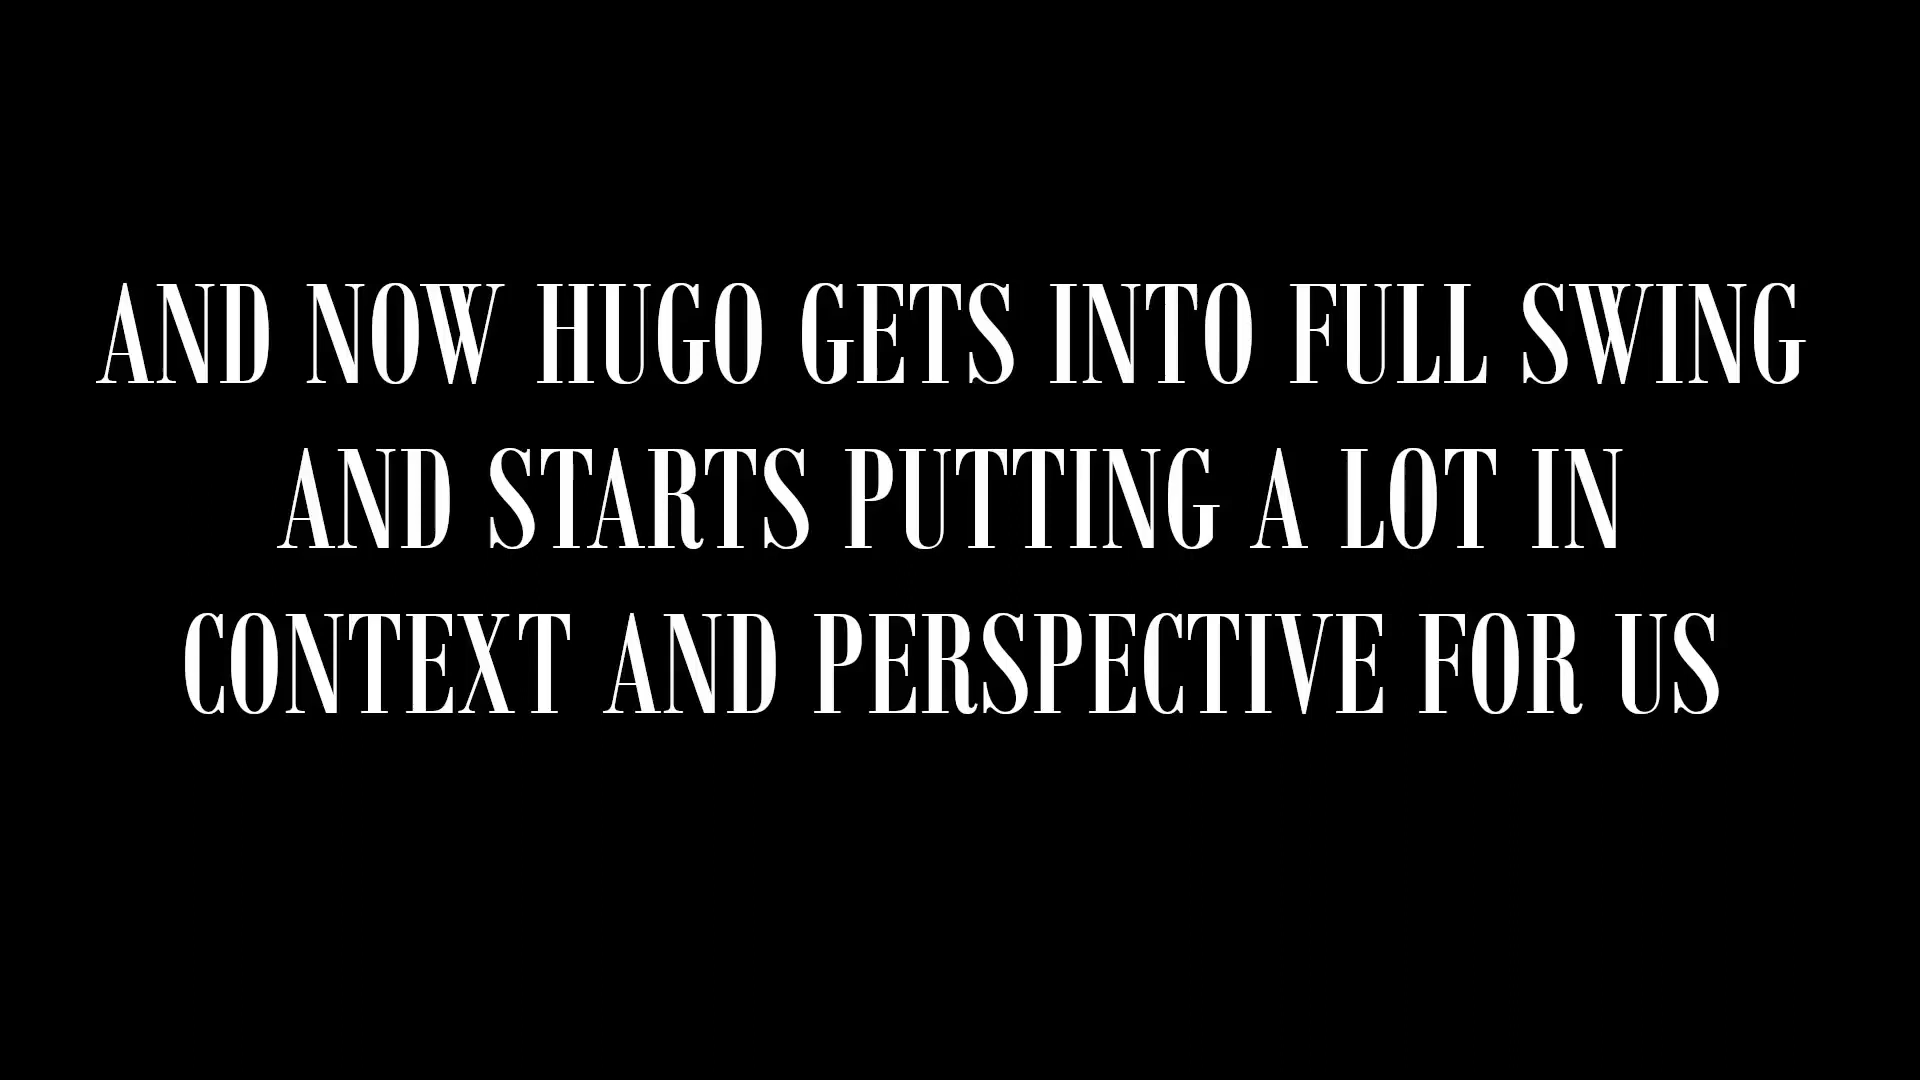 AND NOW HUGO GETS INTO FULL SWING
AND STARTS PUTTING A LOT IN
CONTEXT AND PERSPECTIVE FOR US